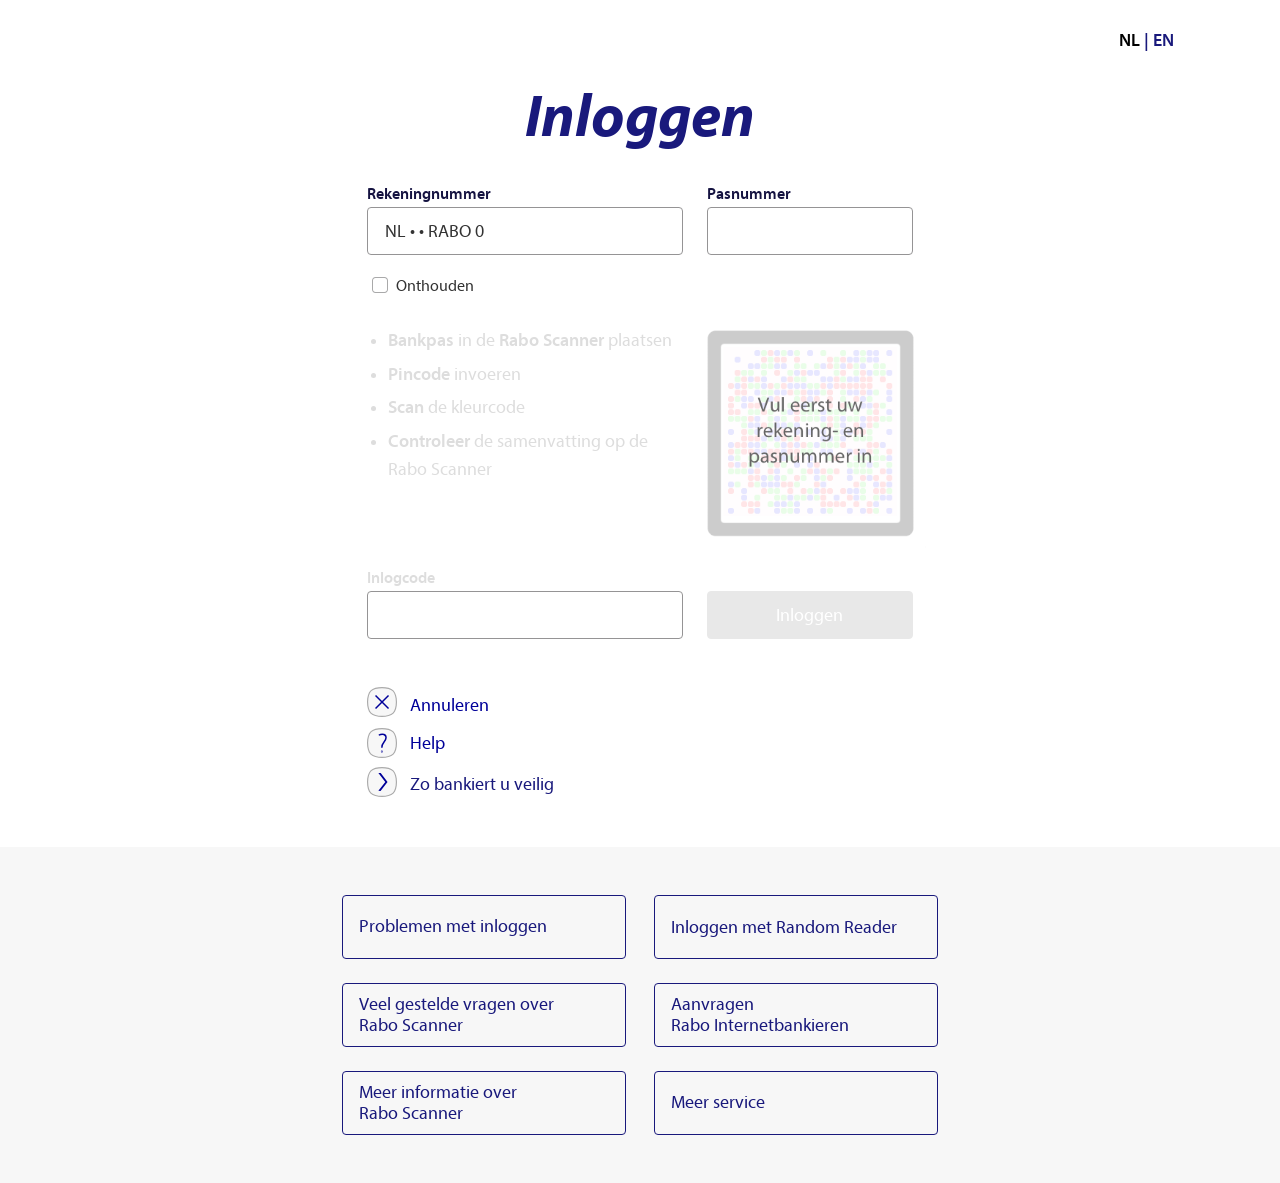 NL | EN
Inloggen
Rekeningnummer
Pasnummer
NL • • RABO 0
Onthouden
• Bankpas in de Rabo Scanner plaatsen
• Pincode invoeren
• Scan de kleurcode
• Controleer de samenvatting op de
Rabo Scanner
Vul eerst uw
rekening- en
pasnummer in
Inlogcode
Inloggen
Annuleren
Help
Zo bankiert u veilig
Problemen met inloggen
Inloggen met Random Reader
Veel gestelde vragen over
Rabo Scanner
Aanvragen
Rabo Internetbankieren
Meer informatie over
Rabo Scanner
Meer service